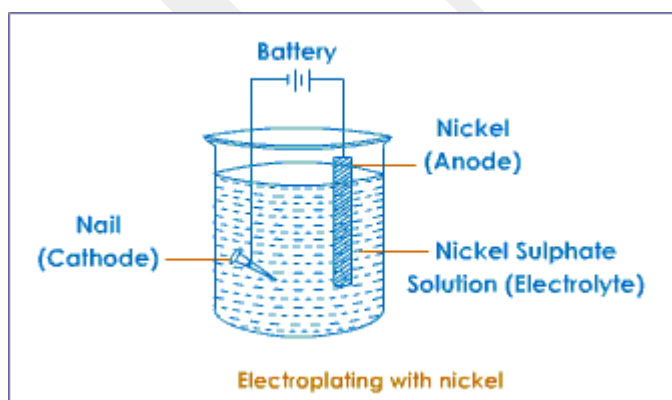 Battery
Nickel
(Anode)
Nail
(Cathode)
Nickel Sulphate
Solution (Electrolyte)
Electroplating with nickel